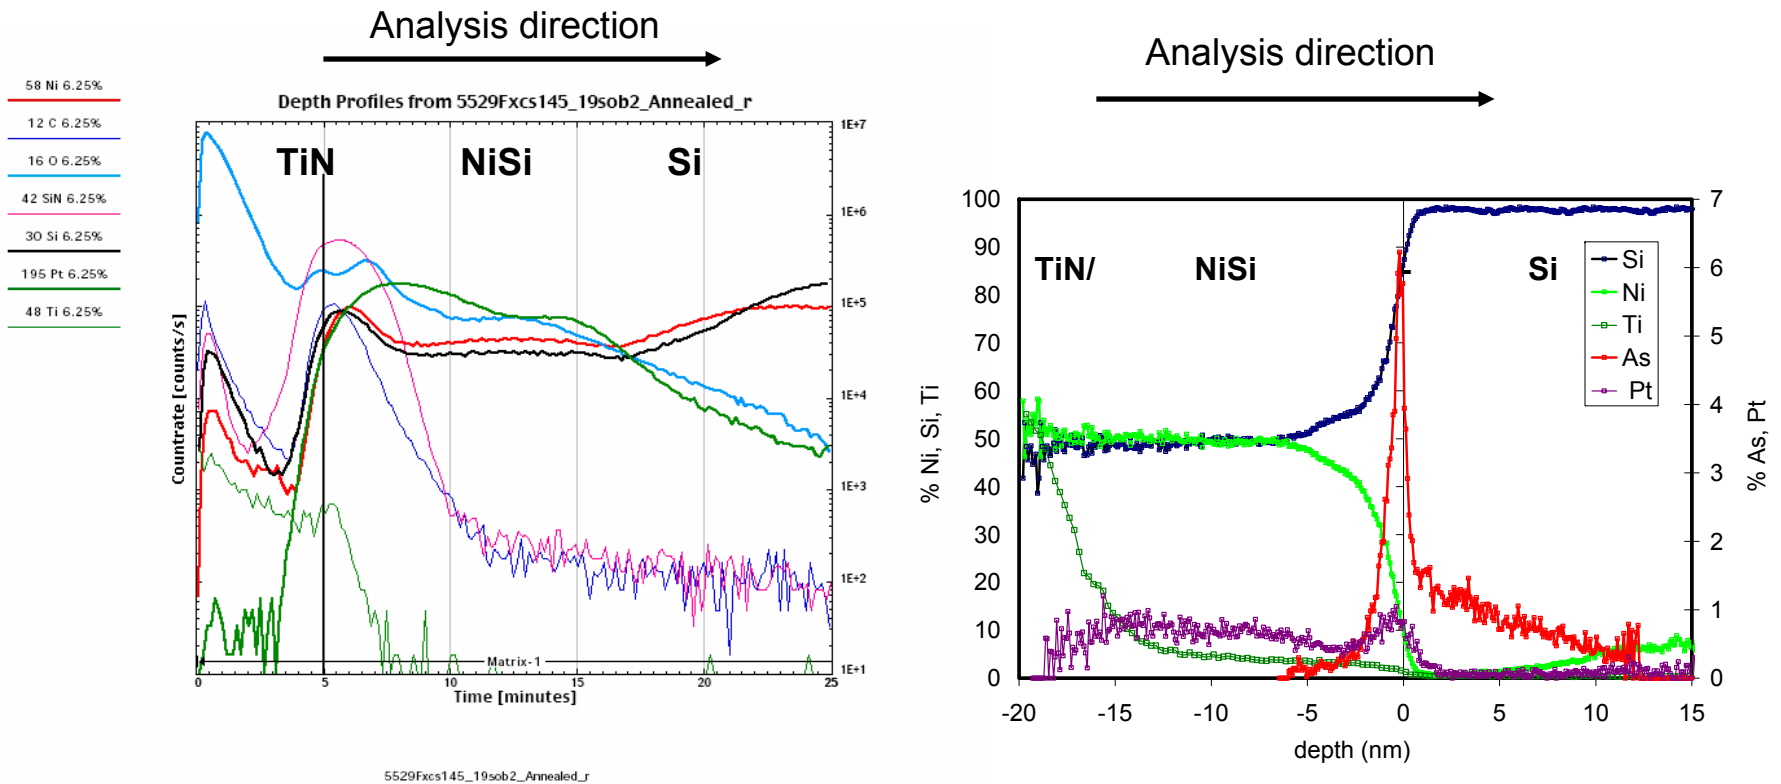 Analysis direction
58 Ni 6.25%
12 C 6.25%
16 O 6.25%
42 SiN 6.25%
30 Si 6.25%
195 Pt 6.25%
48 Ti 6.25%
Depth Profiles from 5529Fxcs145_19sob2_Annealed_r
TiN NiSi Si
Countrate [counts/s]
1E+7
1E+6
1E+5
1E+4
1E+3
1E+2
1E+1
Matrix-1
0 5 10 15 20 25
Time [minutes]
5529Fxcs145_19sob2_Annealed_r
Analysis direction
100
90
80
70
60
50
40
30
20
10
0
% Ni, Si, Ti
TiN/ NiSi Si
Si
Ni
Ti
As
Pt
7
6
5
4
3
2
1
0
% As, Pt
-20 -15 -10 -5 0 5 10 15
depth (nm)